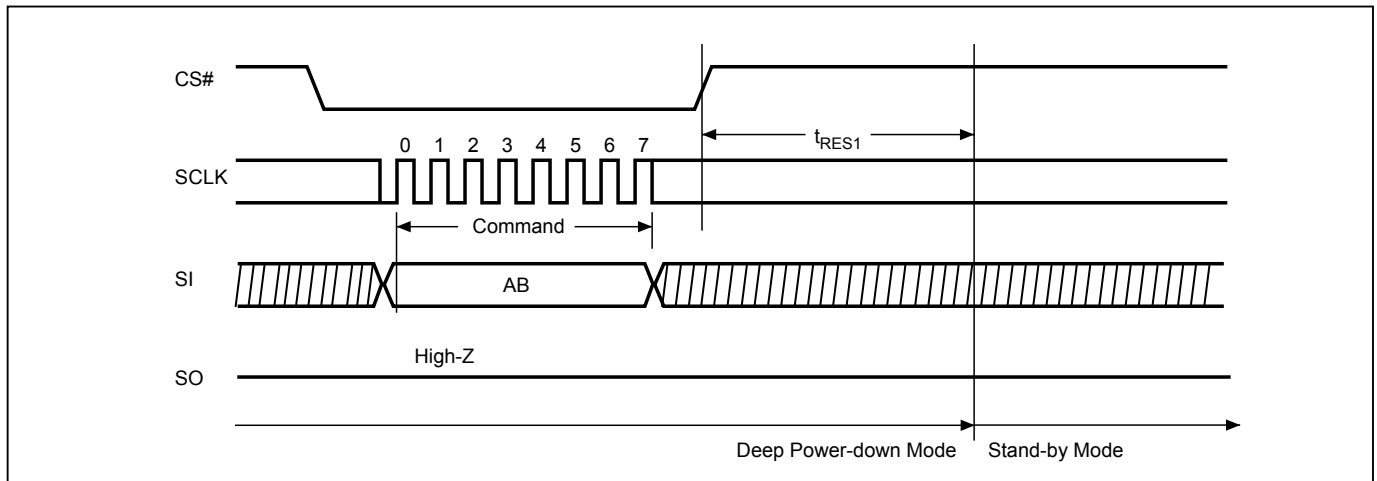 CS#
tRES1
0 1 2 3 4 5 6 7
SCLK
Command
SI
AB
High-Z
SO
Deep Power-down Mode Stand-by Mode